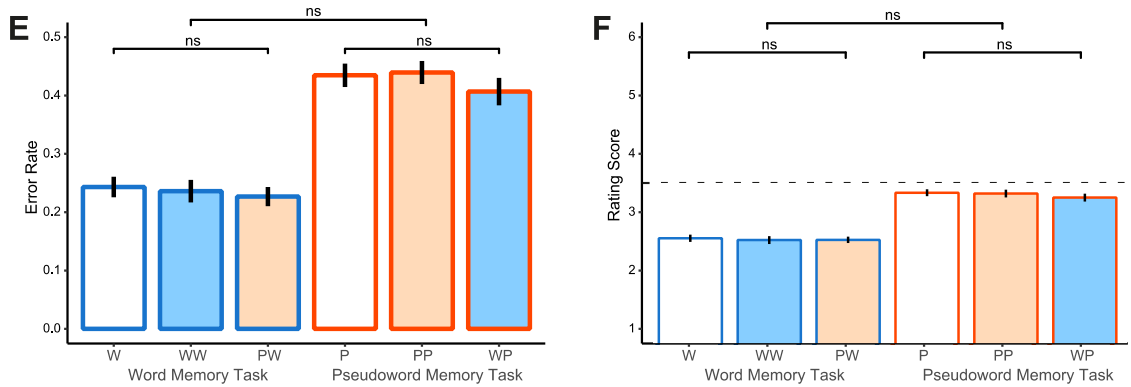 E
ns
ns
ns
Error Rate
0.5
0.4
0.3
0.2
0.1
0.0
W WW PW P PP WP
Word Memory Task Pseudoword Memory Task
F
ns
ns
ns
Rating Score
6
5
4
3
2
1
W WW PW P PP WP
Word Memory Task Pseudoword Memory Task